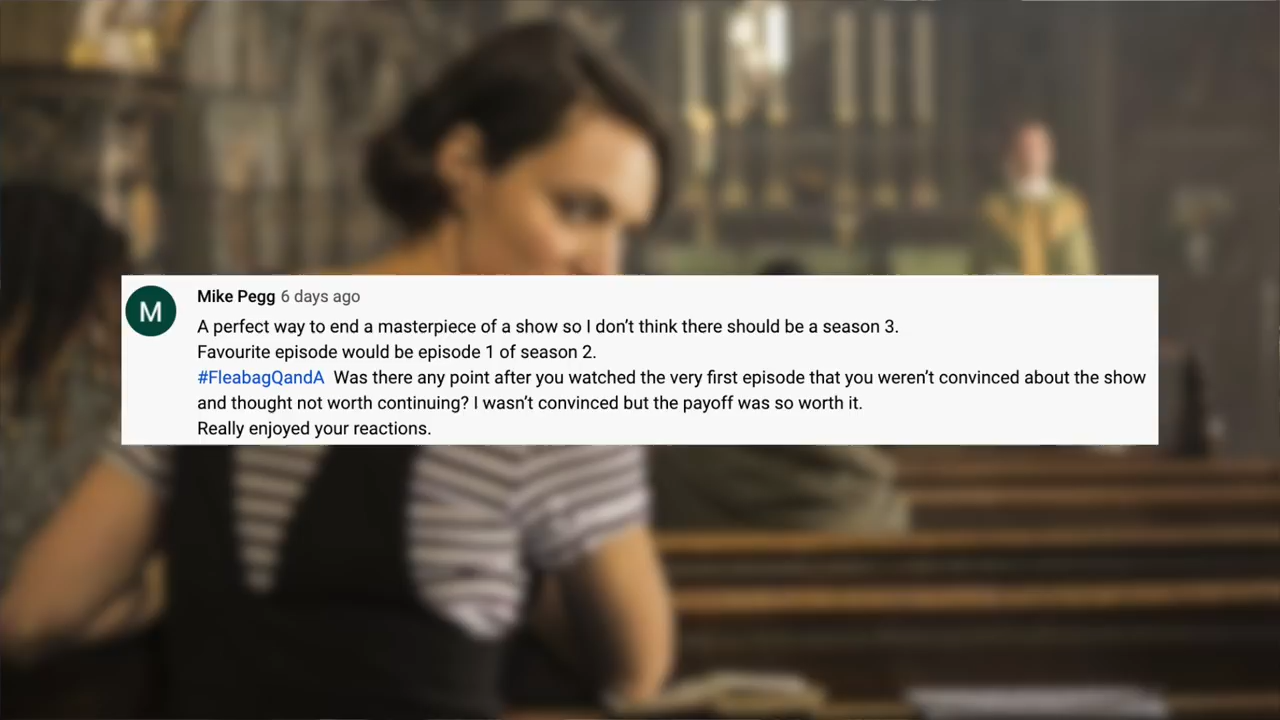 M
Mike Pegg 6 days ago
A perfect way to end a masterpiece of a show so I don’t think there should be a season 3.
Favourite episode would be episode 1 of season 2.
#FleabagQandA Was there any point after you watched the very first episode that you weren’t convinced about the show
and thought not worth continuing? I wasn’t convinced but the payoff was so worth it.
Really enjoyed your reactions.